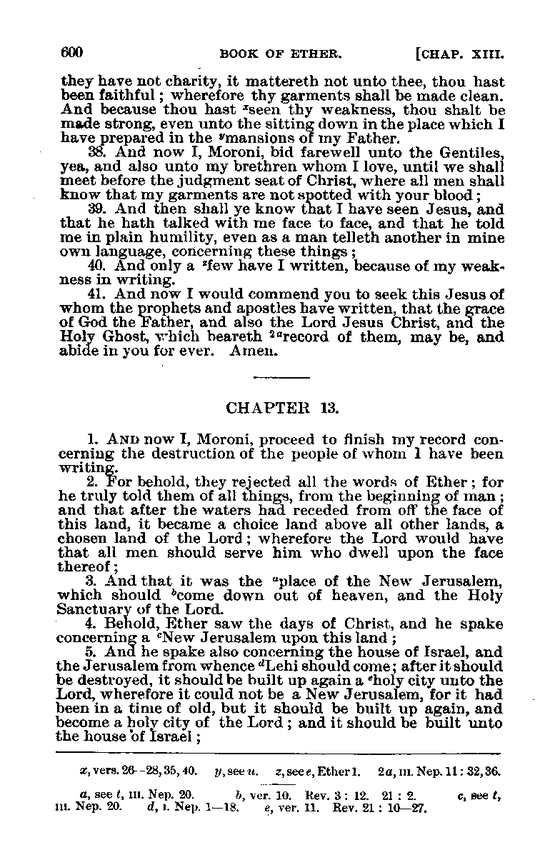 600 BOOK OF ETHER. [CHAP. XIII.
they have not charity, it mattereth not unto thee, thou hast
been faithful; wherefore thy garments shall be made clean.
And because thou hast xseen thy weakness, thou shalt be
made strong, even unto the sitting down in the place which I
have prepared in the ymansions of my Father.
38. And now I, Moroni, bid farewell unto the Gentiles,
yea, and also unto my brethren whom I love, until we shall
meet before the judgment seat of Christ, where all men shall
know that my garments are not spotted with your blood;
39. And then shall ye know that I have seen Jesus, and
that he hath talked with me face to face, and that he told
me in plain humility, even as a man telleth another in mine
own language, concerning these things;
40. And only a zfew have I written, because of my weak-
ness in writing.
41. And now I would commend you to seek this Jesus of
whom the prophets and apostles have written, that the grace
of God the Father, and also the Lord Jesus Christ, and the
Holy Ghost, which beareth 2arecord of them, may be, and
abide in you for ever. Amen.
CHAPTER 13.
1. AND now I, Moroni, proceed to finish my record con-
cerning the destruction of the people of whom I have been
writing.
2. For behold, they rejected all the words of Ether; for
he truly told them of all things, from the beginning of man;
and that after the waters had receded from off the face of
this land, it became a choice land above all other lands, a
chosen land of the Lord; wherefore the Lord would have
that all men should serve him who dwell upon the face
thereof;
3. And that it was the aplace of the New Jerusalem,
which should bcome down out of heaven, and the Holy
Sanctuary of the Lord.
4. Behold, Ether saw the days of Christ, and he spake
concerning a cNew Jerusalem upon this land;
5. And he spake also concerning the house of Israel, and
the Jerusalem from whence dLehi should come; after it should
be destroyed, it should be built up again a eholy city unto the
Lord, wherefore it could not be a New Jerusalem, for it had
been in a time of old, but it should be built up again, and
become a holy city of the Lord; and it should be built unto
the house of Israel;
x, vers. 26--28, 35, 40. y, see u. z, see e, Ether 1. 2a, III. Nep. 11: 32, 36.
a, see t, III. Nep. 20. b, ver. 10. Rev. 3: 12. 21: 2. c, see t,
III. Nep. 20. d, I. Nep. 1—18. e, ver. 11. Rev. 21: 10—27.